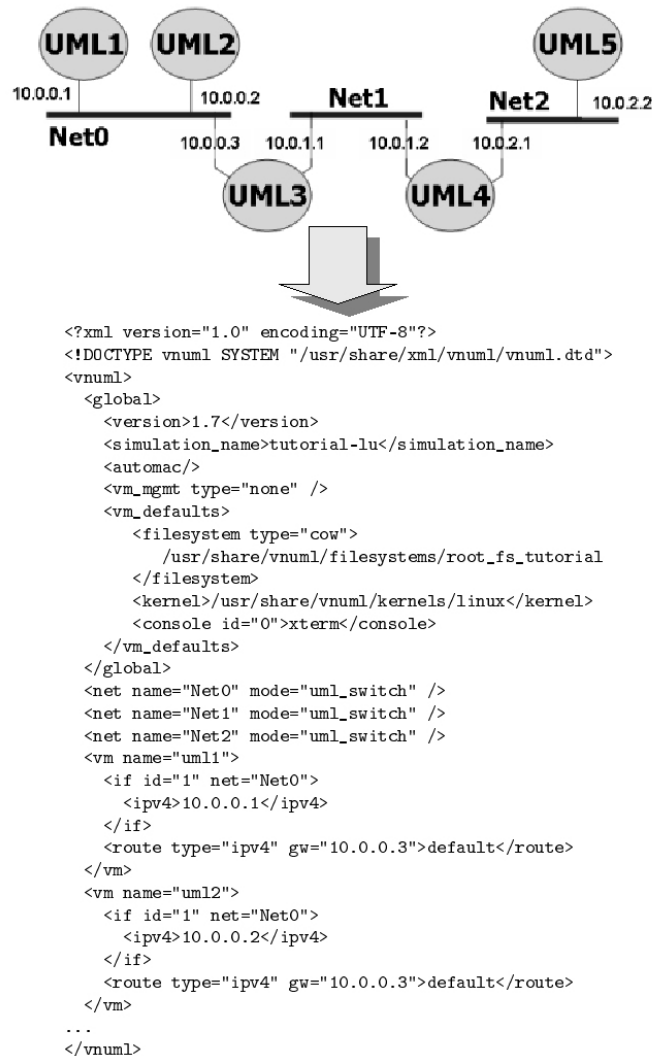 UML1 UML2 UML5
10.0.0.1 10.0.0.2 Net1 Net2 10.0.2.2
Net0 10.0.0.3 10.0.1.1 10.0.1.2 10.0.2.1
UML3 UML4
<?xml version="1.0" encoding="UTF-8"?>
<!DOCTYPE vnuml SYSTEM "/usr/share/xml/vnuml/vnuml.dtd">
<vnuml>
<global>
<version>1.7</version>
<simulation_name>tutorial-lu</simulation_name>
<automac/>
<vm_mgmt type="none" />
<vm_defaults>
<filesystem type="cow">
/usr/share/vnuml/filesystems/root_fs_tutorial
</filesystem>
<kernel>/usr/share/vnuml/kernels/linux</kernel>
<console id="0">xterm</console>
</vm_defaults>
</global>
<net name="Net0" mode="uml_switch" />
<net name="Net1" mode="uml_switch" />
<net name="Net2" mode="uml_switch" />
<vm name="uml1">
<if id="1" net="Net0">
<ipv4>10.0.0.1</ipv4>
</if>
<route type="ipv4" gw="10.0.0.3">default</route>
</vm>
<vm name="uml2">
<if id="1" net="Net0">
<ipv4>10.0.0.2</ipv4>
</if>
<route type="ipv4" gw="10.0.0.3">default</route>
</vm>
...
</vnuml>